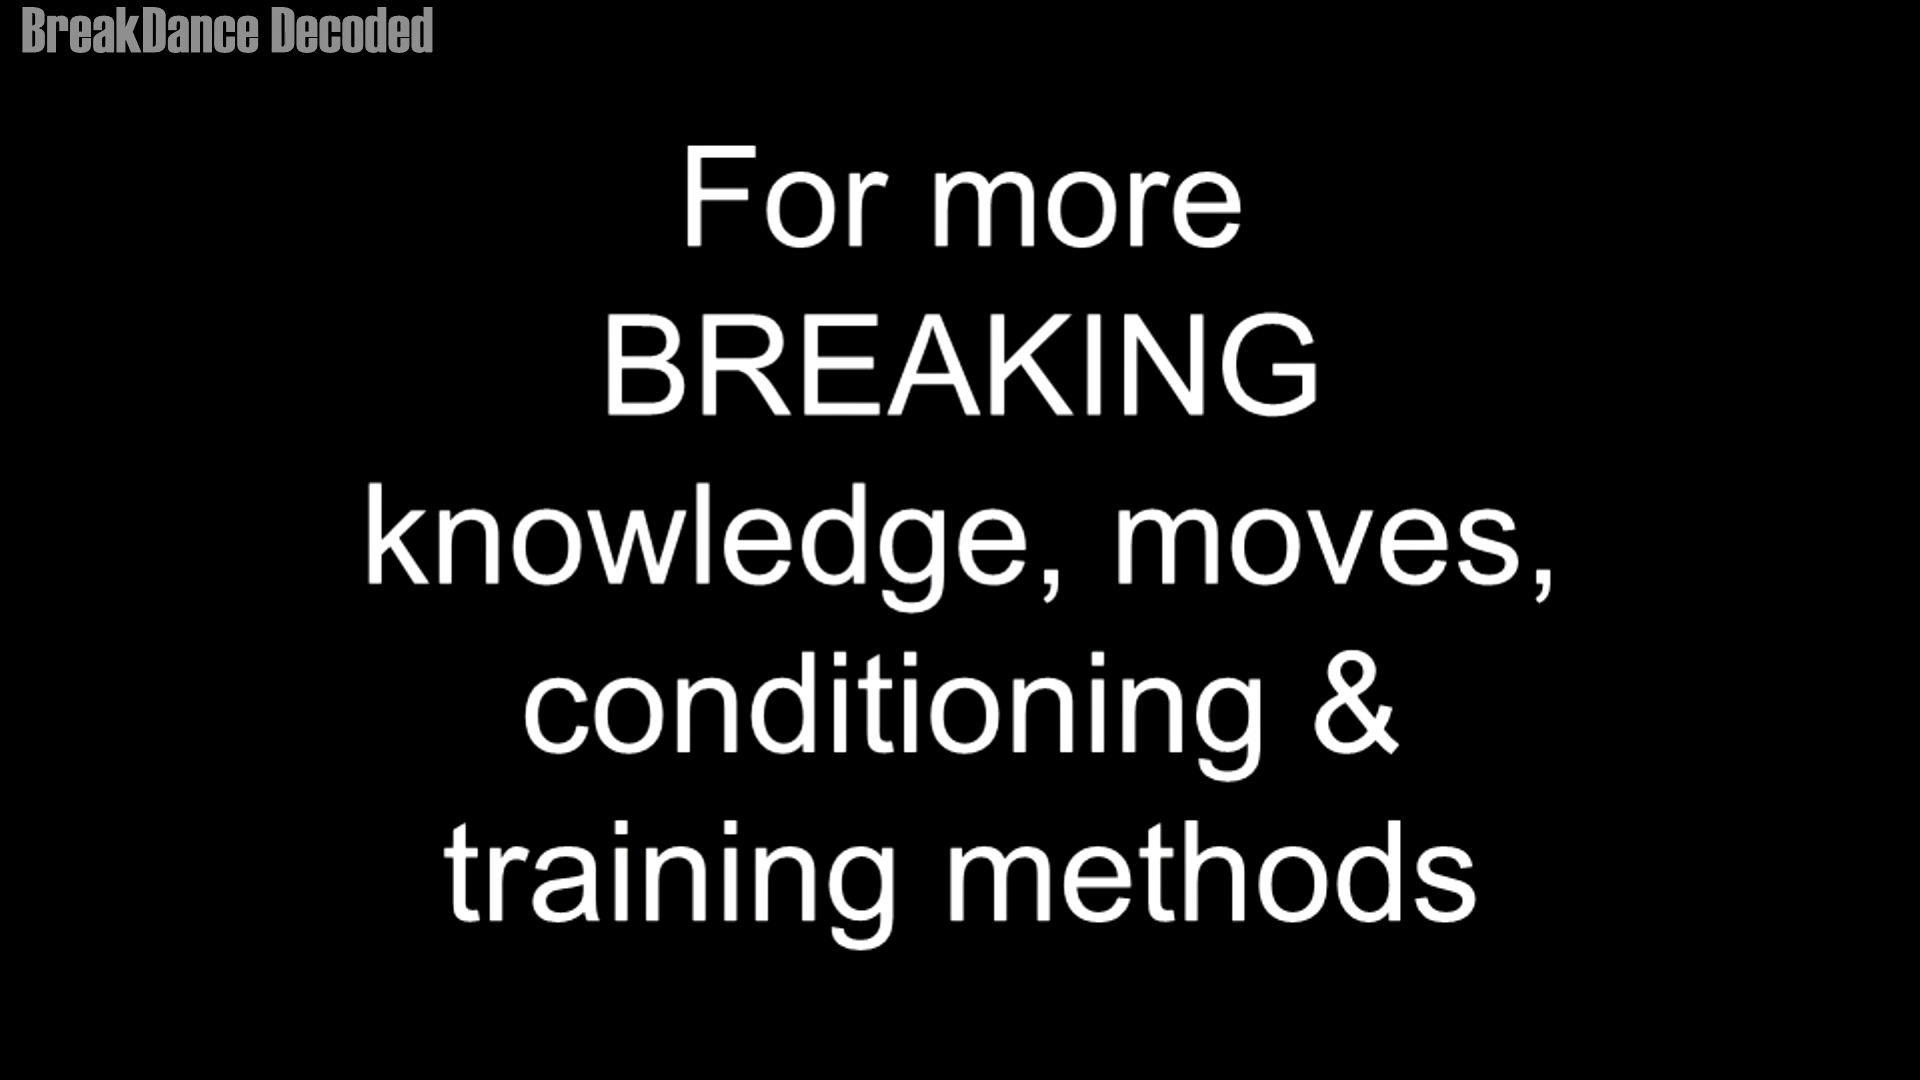 BreakDance Decoded
For more
BREAKING
knowledge, moves,
conditioning &
training methods